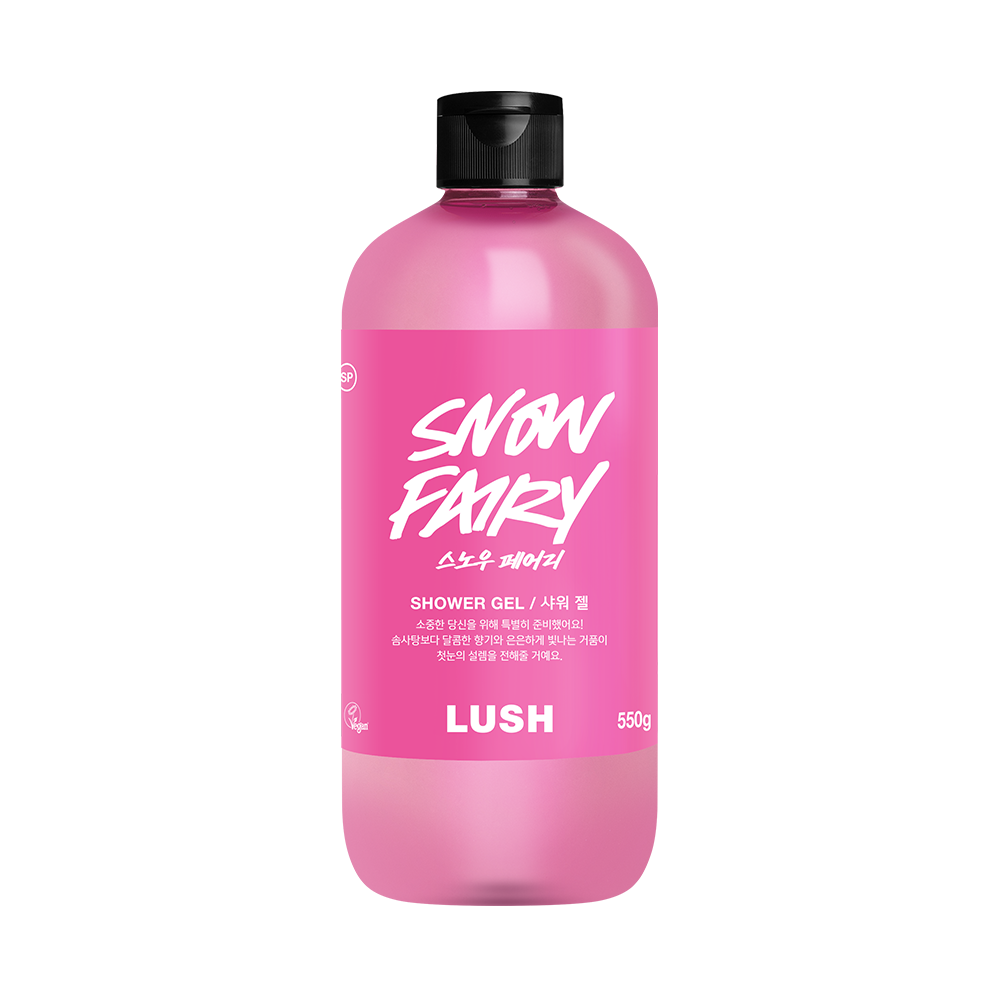 SP
SNOW
FAIRY
스노우 페어리
SHOWER GEL / 샤워 젤
소중한 당신을 위해 특별히 준비했어요!
솜사탕보다 달콤한 향기와 은은하게 빛나는 거품이
첫눈의 설렘을 전해줄 거예요.
Vegan
LUSH
550g